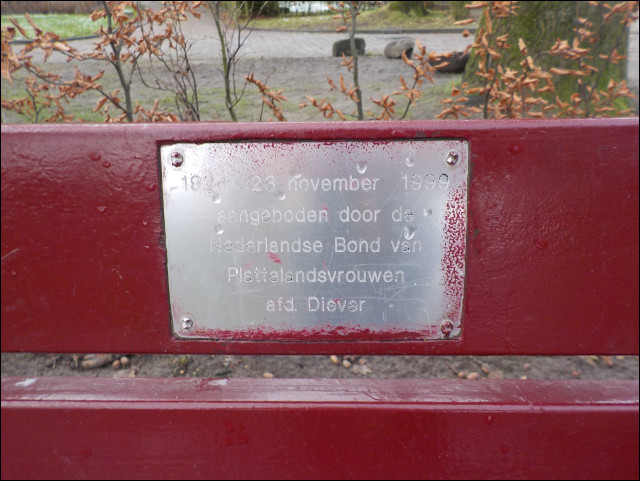 23 november 1999
aangeboden door de
Nederlandse Bond van
Plattelandsvrouwen
afd. Diever